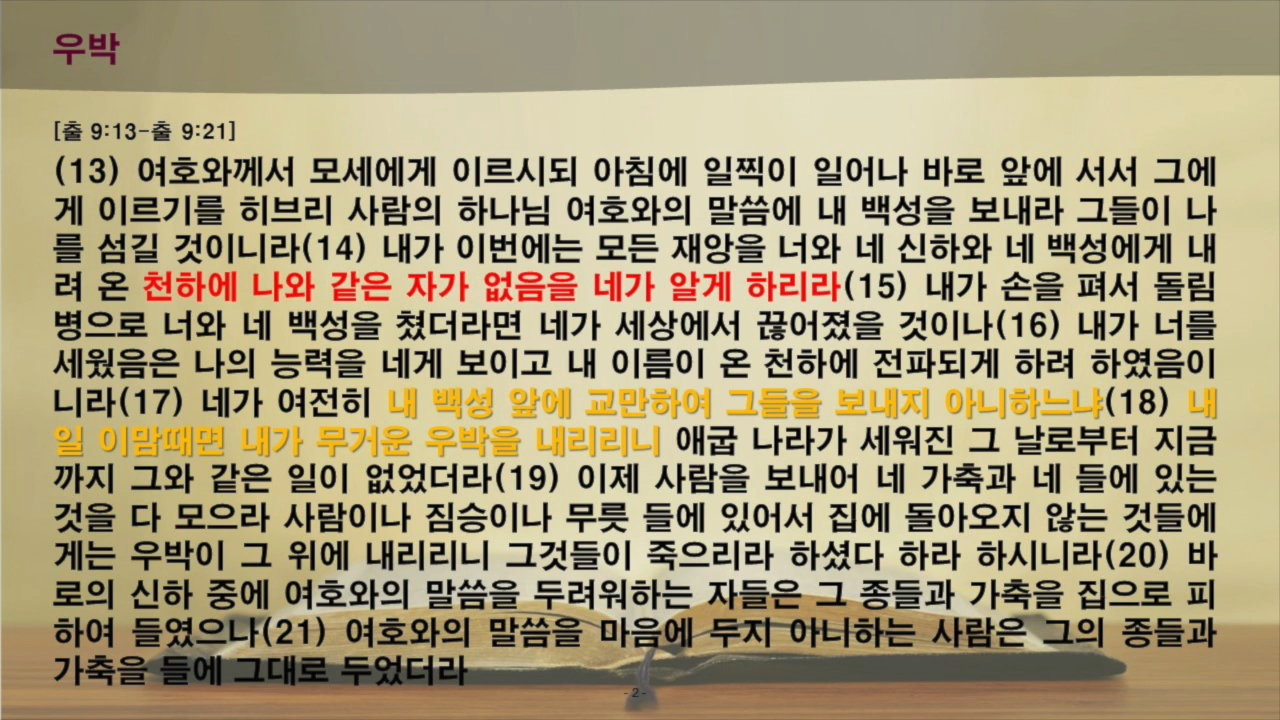 우박
[출 9:13-출 9:21]
(13) 여호와께서 모세에게 이르시되 아침에 일찍이 일어나 바로 앞에 서서 그에
게 이르기를 히브리 사람의 하나님 여호와의 말씀에 내 백성을 보내라 그들이 나
를 섬길 것이니라(14) 내가 이번에는 모든 재앙을 너와 네 신하와 네 백성에게 내
려 온 천하에 나와 같은 자가 없음을 네가 알게 하리라(15) 내가 손을 펴서 돌림
병으로 너와 네 백성을 쳤더라면 네가 세상에서 끊어졌을 것이나(16) 내가 너를
세웠음은 나의 능력을 네게 보이고 내 이름이 온 천하에 전파되게 하려 하였음이
니라(17) 네가 여전히 내 백성 앞에 교만하여 그들을 보내지 아니하느냐(18) 내
일 이맘때면 내가 무거운 우박을 내리리니 애굽 나라가 세워진 그 날로부터 지금
까지 그와 같은 일이 없었더라(19) 이제 사람을 보내어 네 가축과 네 들에 있는
것을 다 모으라 사람이나 짐승이나 무릇 들에 있어서 집에 돌아오지 않는 것들에
게는 우박이 그 위에 내리리니 그것들이 죽으리라 하셨다 하라 하시니라(20) 바
로의 신하 중에 여호와의 말씀을 두려워하는 자들은 그 종들과 가축을 집으로 피
하여 들였으나(21) 여호와의 말씀을 마음에 두지 아니하는 사람은 그의 종들과
가축을 들에 그대로 두었더라
- 2 -